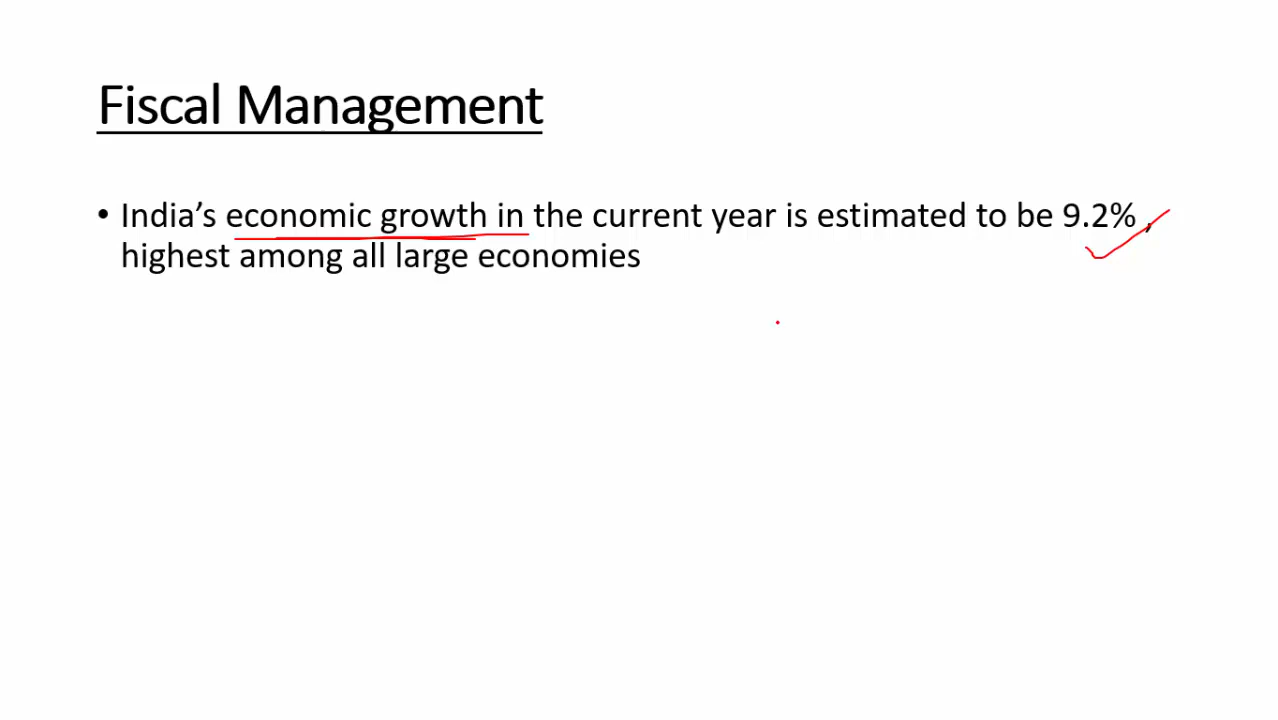 Fiscal Management
• India’s economic growth in the current year is estimated to be 9.2% ,
highest among all large economies